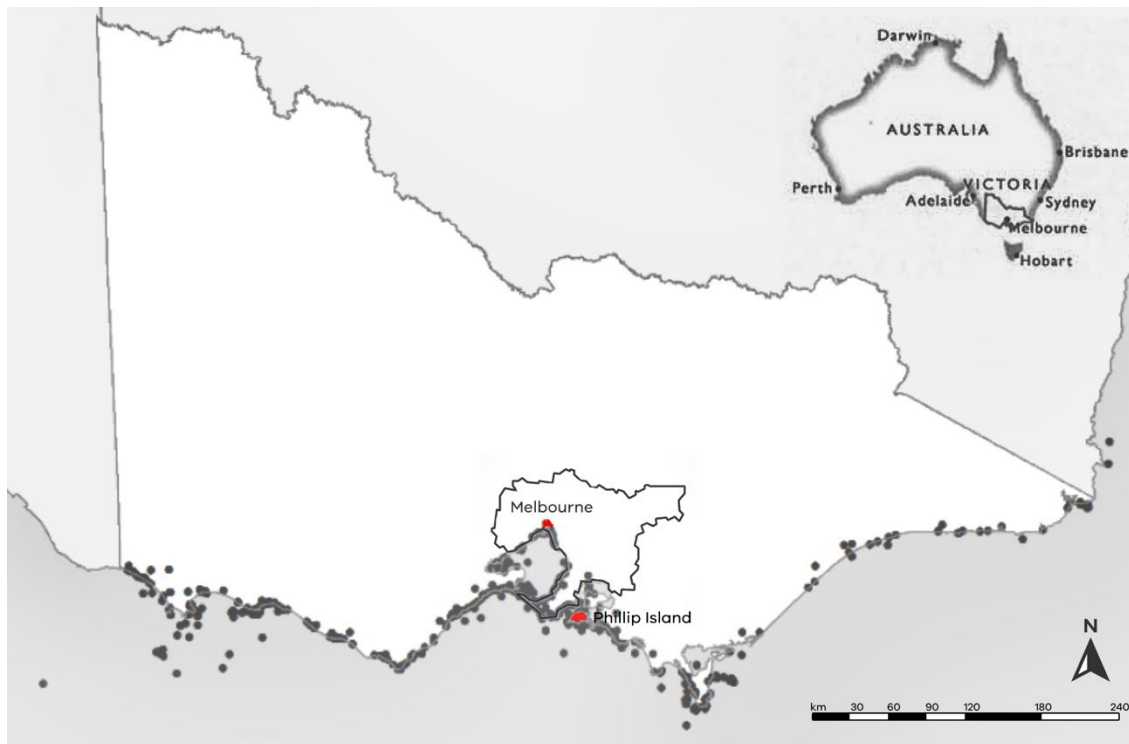 Darwin
AUSTRALIA
Brisbane
Perth
VICTORIA
Adelaide
Sydney
Melbourne
Hobart
Melbourne
Phillip Island
N
km 30 60 90 120 180 240